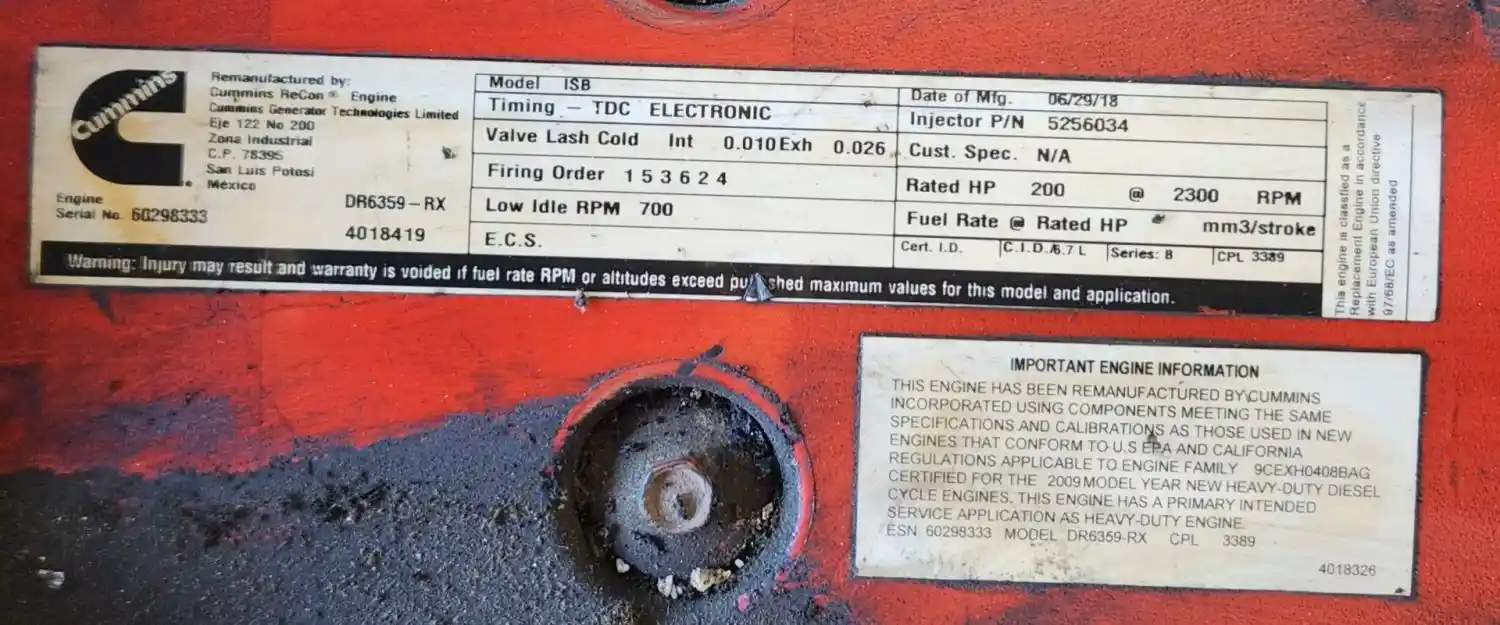 Cummins
Remanufactured by:
Cummins ReCon ® Engine
Cummins Generator Technologies Limited
Eje 122 No 200
Zona Industrial
C.P. 78395
San Luis Potosi
México
Engine
Serial No. 60298333
DR6359-RX
4018419
Model ISB
Timing – TDC ELECTRONIC
Valve Lash Cold Int 0.010 Exh 0.026
Firing Order 1 5 3 6 2 4
Low Idle RPM 700
E.C.S.
Date of Mfg. 06/29/18
Injector P/N 5256034
Cust. Spec. N/A
Rated HP 200 @ 2300 RPM
Fuel Rate @ Rated HP mm3/stroke
Cert. I.D. C.I.D./6.7 L Series: B CPL 3389
This engine is classified as a
Replacement Engine in accordance
with European Union directive
97/68/EC as amended
Warning: Injury may result and warranty is voided if fuel rate RPM or altitudes exceed maximum values for this model and application.
IMPORTANT ENGINE INFORMATION
THIS ENGINE HAS BEEN REMANUFACTURED BY CUMMINS
INCORPORATED USING COMPONENTS MEETING THE SAME
SPECIFICATIONS AND CALIBRATIONS AS THOSE USED IN NEW
ENGINES THAT CONFORM TO U.S EPA AND CALIFORNIA
REGULATIONS APPLICABLE TO ENGINE FAMILY 9CEXH0408BAG
CERTIFIED FOR THE 2009 MODEL YEAR NEW HEAVY-DUTY DIESEL
CYCLE ENGINES. THIS ENGINE HAS A PRIMARY INTENDED
SERVICE APPLICATION AS HEAVY-DUTY ENGINE
ESN 60298333 MODEL DR6359-RX CPL 3389
4018326